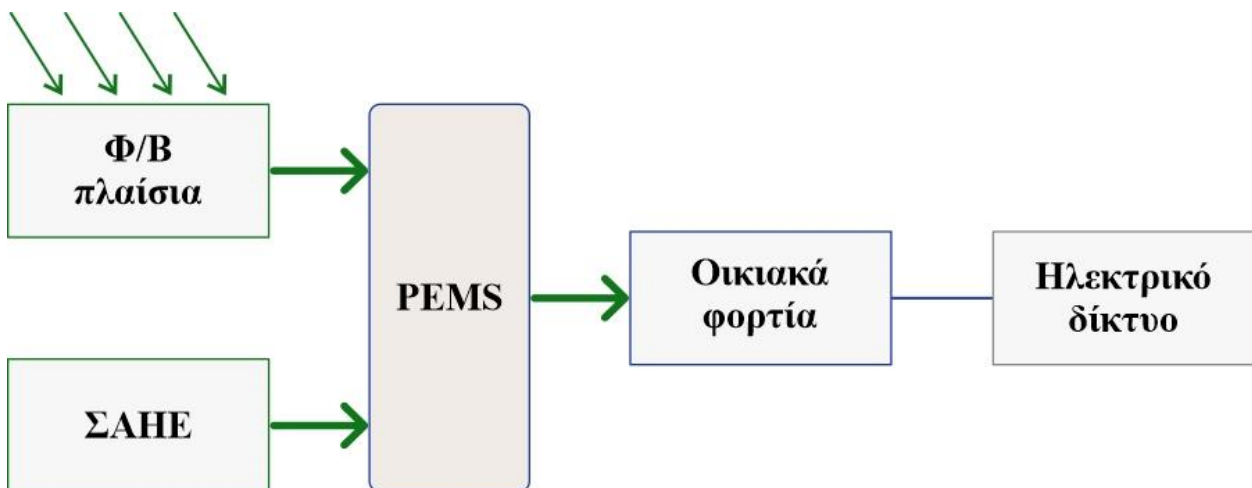 Φ/Β
πλαίσια
ΣΑΗΕ
PEMS
Οικιακά
φορτία
Ηλεκτρικό
δίκτυο